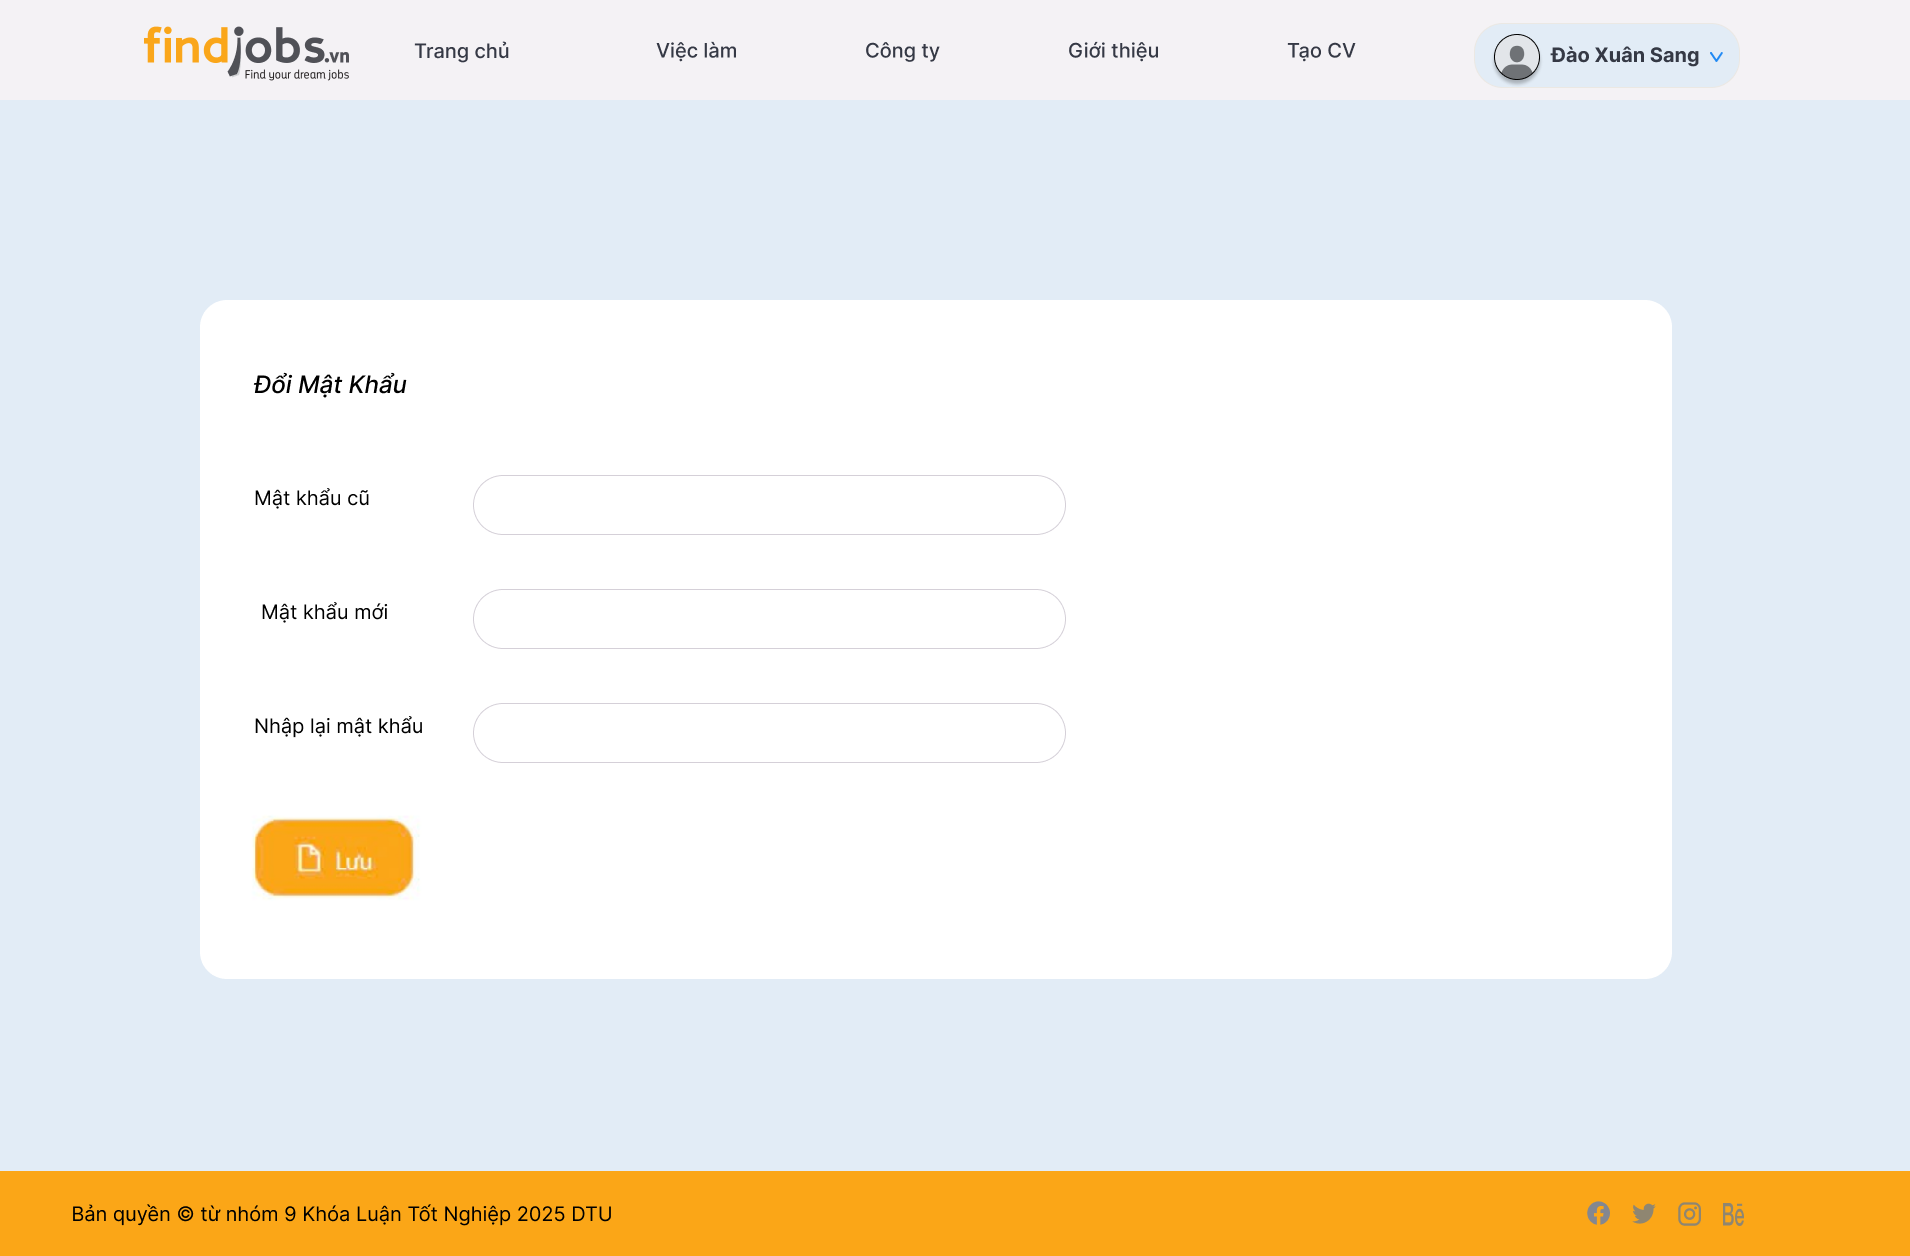 findjobs.vn
Find your dream jobs
Trang chủ
Việc làm
Công ty
Giới thiệu
Tạo CV
Đào Xuân Sang
Đổi Mật Khẩu
Mật khẩu cũ
Mật khẩu mới
Nhập lại mật khẩu
Lưu
Bản quyền © từ nhóm 9 Khóa Luận Tốt Nghiệp 2025 DTU